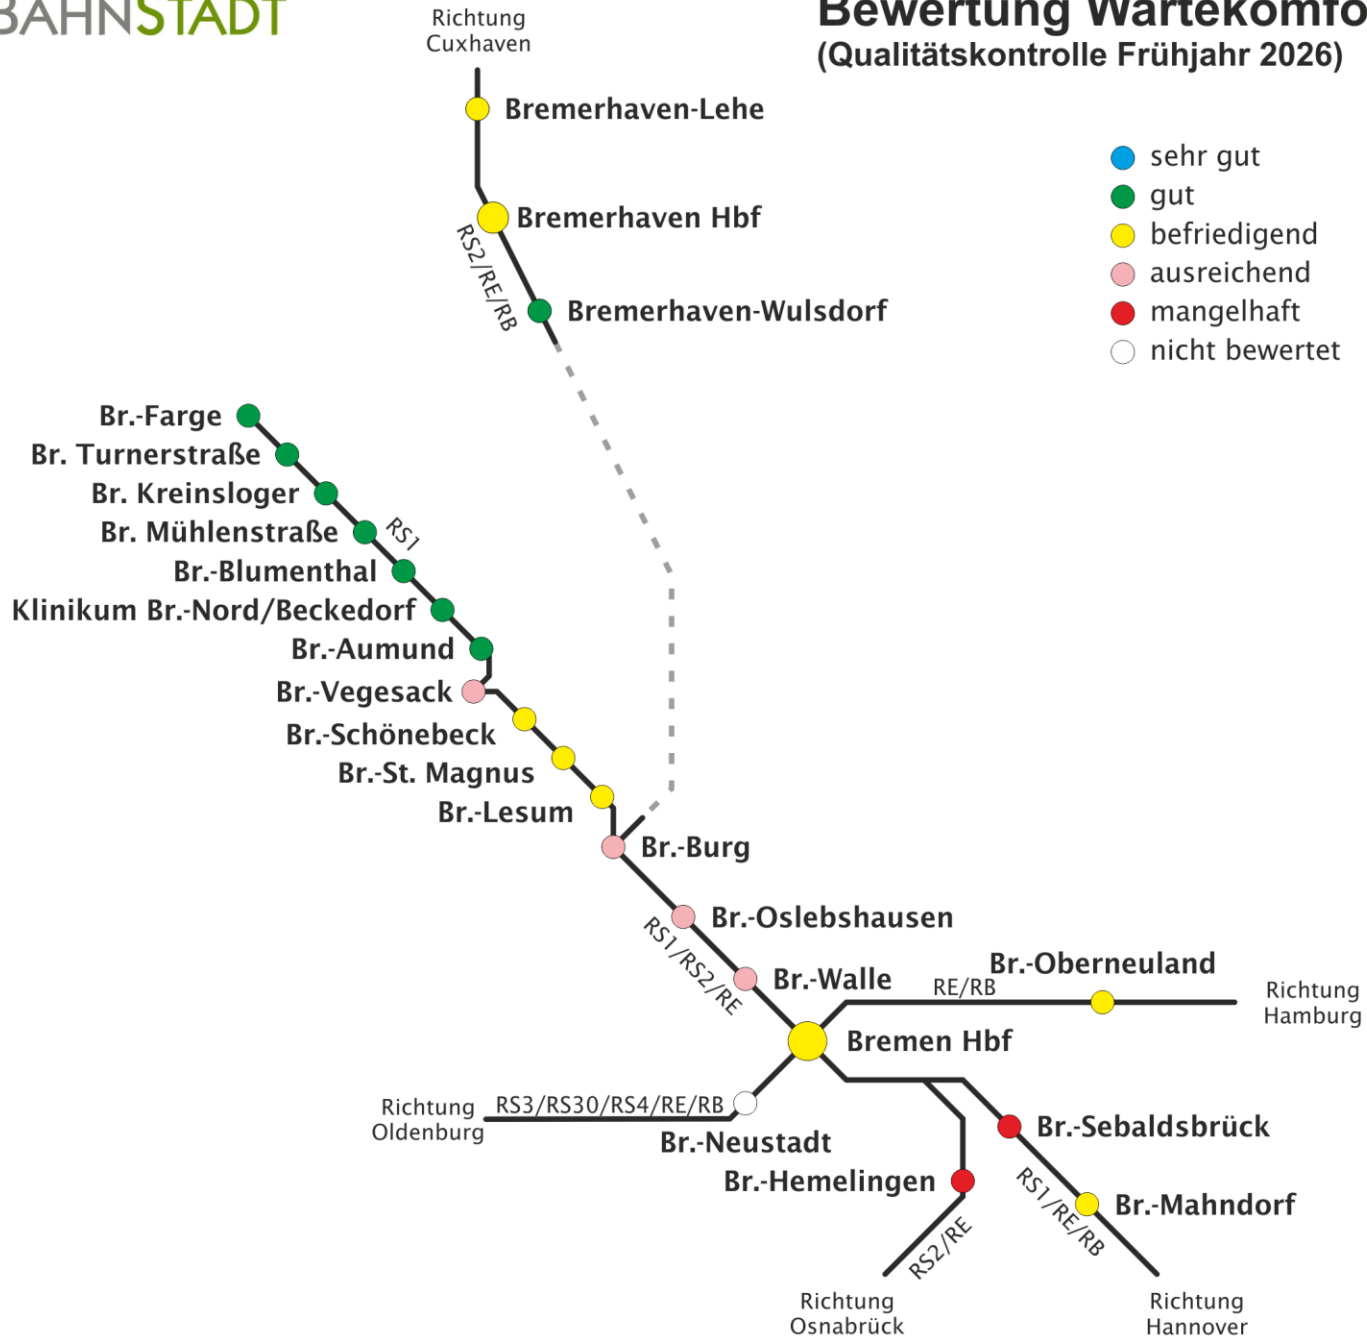 BAHNSTADT
Bewertung Wartekomfo
(Qualitätskontrolle Frühjahr 2026)
Richtung
Cuxhaven
Bremerhaven-Lehe
sehr gut
gut
befriedigend
ausreichend
mangelhaft
nicht bewertet
Bremerhaven Hbf
RS2/RE/RB
Bremerhaven-Wulsdorf
Br.-Farge
Br. Turnerstraße
Br. Kreinsloger
Br. Mühlenstraße
RS1
Br.-Blumenthal
Klinikum Br.-Nord/Beckedorf
Br.-Aumund
Br.-Vegesack
Br.-Schönebeck
Br.-St. Magnus
Br.-Lesum
Br.-Burg
Br.-Oslebshausen
RS1/RS2/RE
Br.-Walle
Br.-Oberneuland
RE/RB
Richtung
Hamburg
Bremen Hbf
Richtung
Oldenburg
RS3/RS30/RS4/RE/RB
Br.-Neustadt
Br.-Hemelingen
Br.-Sebaldsbrück
RS1/RE/RB
Br.-Mahndorf
RS2/RE
Richtung
Osnabrück
Richtung
Hannover